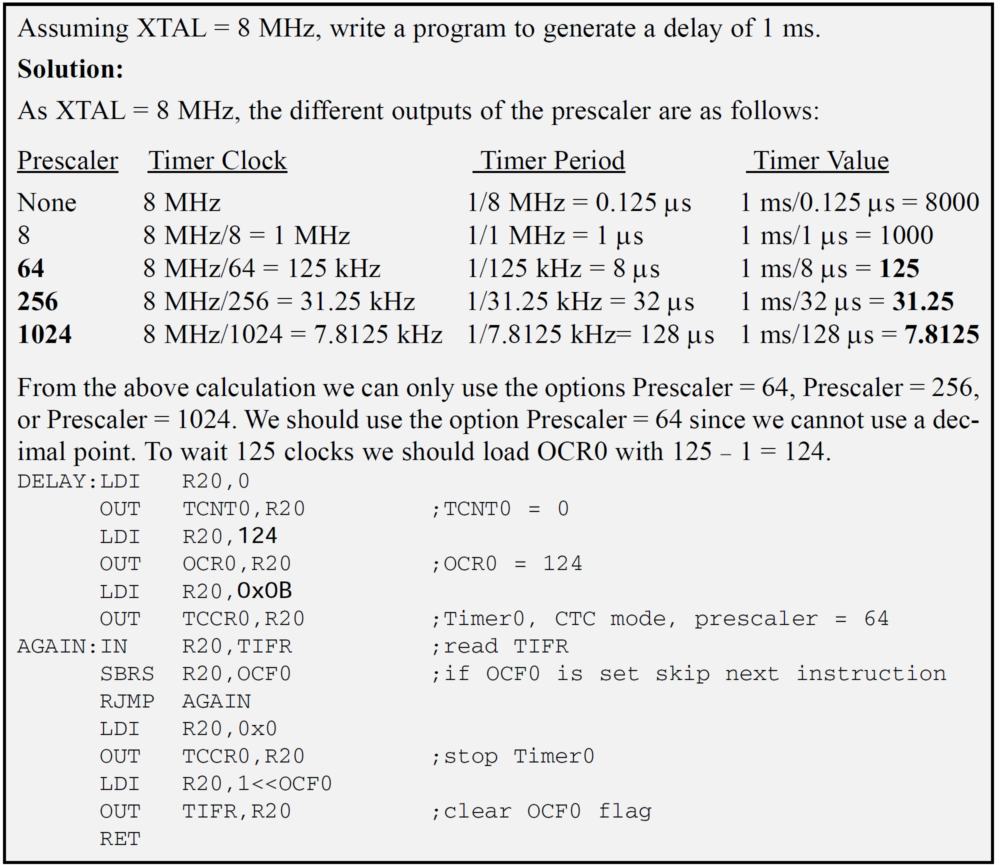 Assuming XTAL = 8 MHz, write a program to generate a delay of 1 ms.
Solution:
As XTAL = 8 MHz, the different outputs of the prescaler are as follows:
Prescaler Timer Clock Timer Period Timer Value
None 8 MHz 1/8 MHz = 0.125 μs 1 ms/0.125 μs = 8000
8 8 MHz/8 = 1 MHz 1/1 MHz = 1 μs 1 ms/1 μs = 1000
64 8 MHz/64 = 125 kHz 1/125 kHz = 8 μs 1 ms/8 μs = 125
256 8 MHz/256 = 31.25 kHz 1/31.25 kHz = 32 μs 1 ms/32 μs = 31.25
1024 8 MHz/1024 = 7.8125 kHz 1/7.8125 kHz= 128 μs 1 ms/128 μs = 7.8125
From the above calculation we can only use the options Prescaler = 64, Prescaler = 256,
or Prescaler = 1024. We should use the option Prescaler = 64 since we cannot use a dec-
imal point. To wait 125 clocks we should load OCR0 with 125 – 1 = 124.
DELAY:LDI R20,0
OUT TCNT0,R20 ;TCNT0 = 0
LDI R20,124
OUT OCR0,R20 ;OCR0 = 124
LDI R20,0x0B
OUT TCCR0,R20 ;Timer0, CTC mode, prescaler = 64
AGAIN:IN R20,TIFR ;read TIFR
SBRS R20,OCF0 ;if OCF0 is set skip next instruction
RJMP AGAIN
LDI R20,0x0
OUT TCCR0,R20 ;stop Timer0
LDI R20,1<<OCF0
OUT TIFR,R20 ;clear OCF0 flag
RET